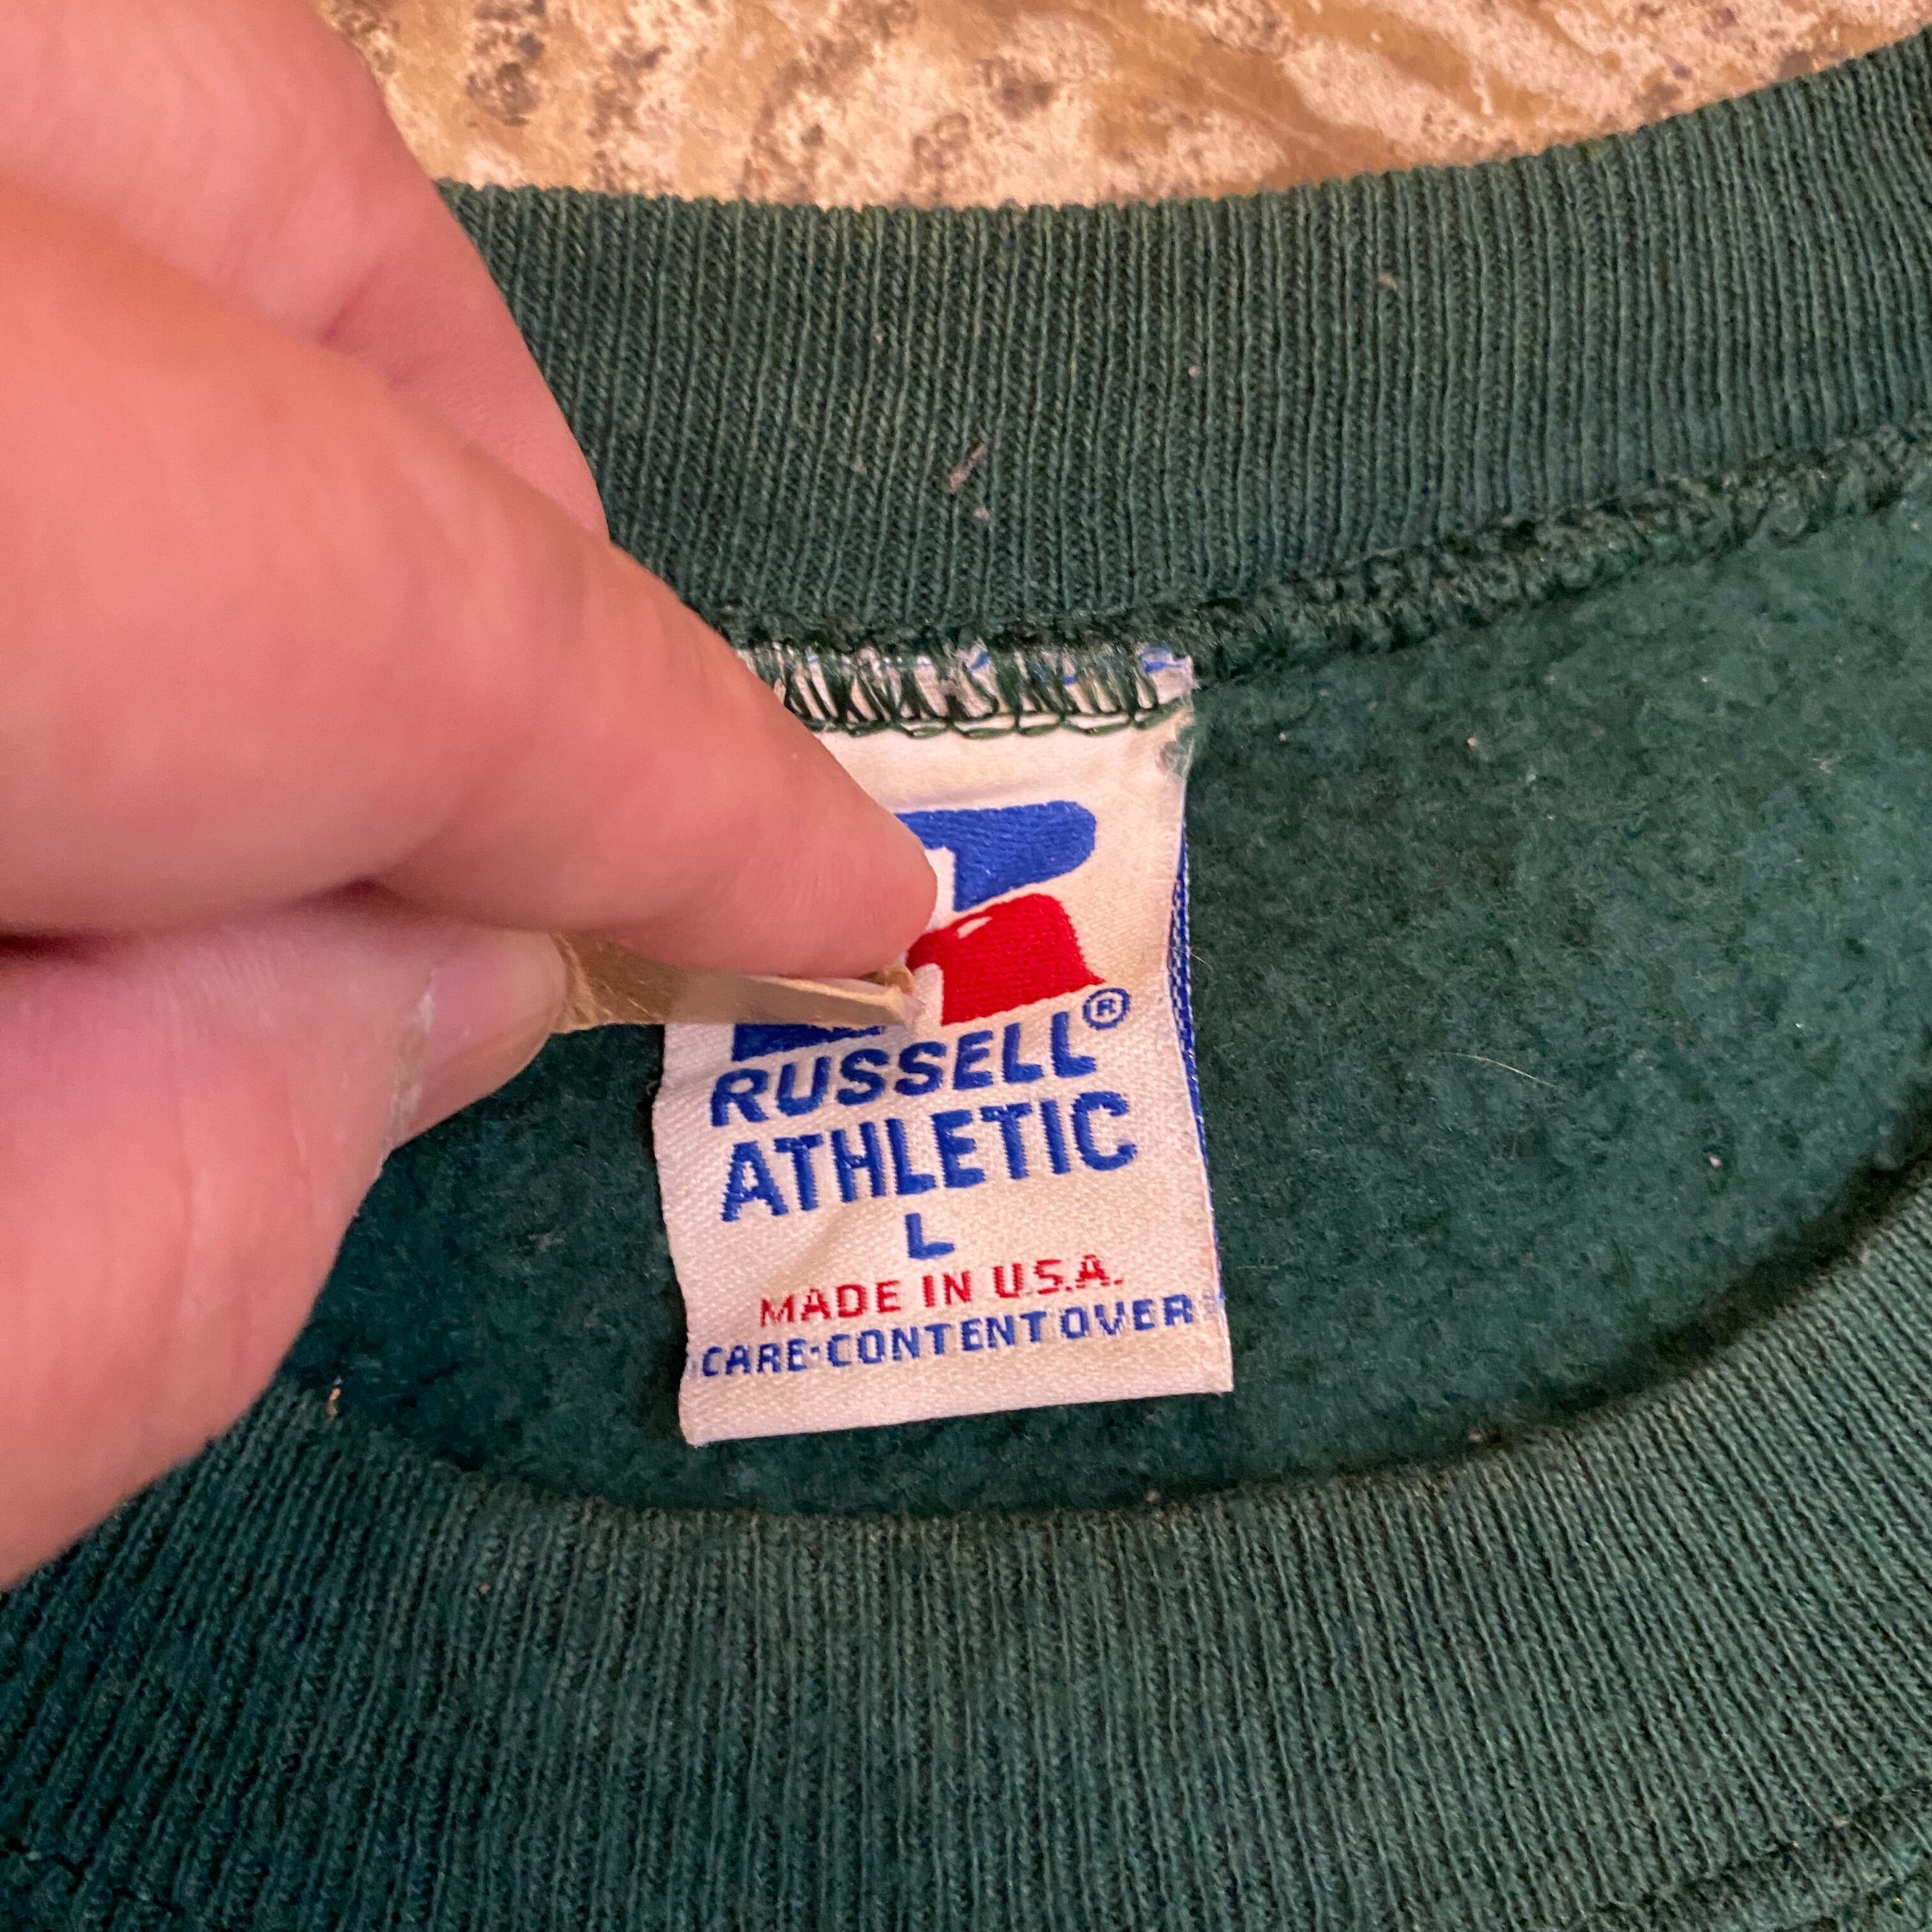 ®
RUSSELL
ATHLETIC
L
MADE IN U.S.A.
CARE·CONTENT OVER